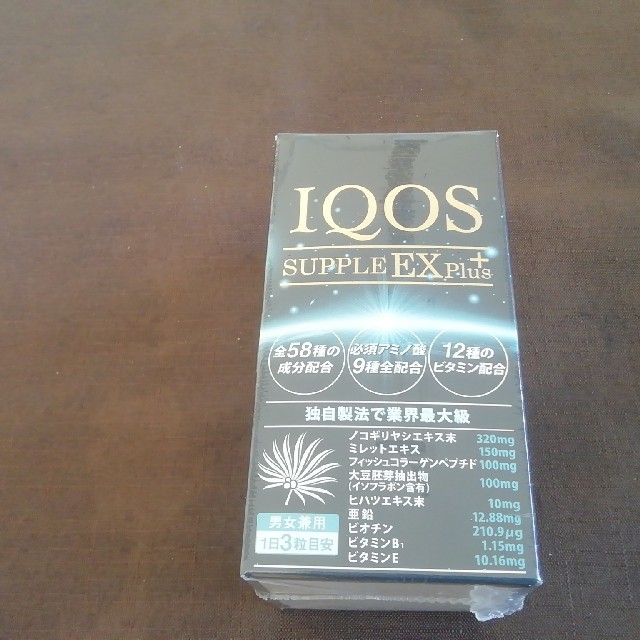 IQOS
SUPPLE EX Plus+
全58種の
成分配合
必須アミノ酸
9種全配合
12種の
ビタミン配合
独自製法で業界最大級
ノコギリヤシエキス末 320mg
ミレットエキス 150mg
フィッシュコラーゲンペプチド 100mg
大豆胚芽抽出物
(イソフラボン含有) 100mg
ヒハツエキス末 10mg
亜鉛 12.88mg
ビオチン 210.9μg
ビタミンB1 1.15mg
ビタミンE 10.16mg
男女兼用
1日3粒目安